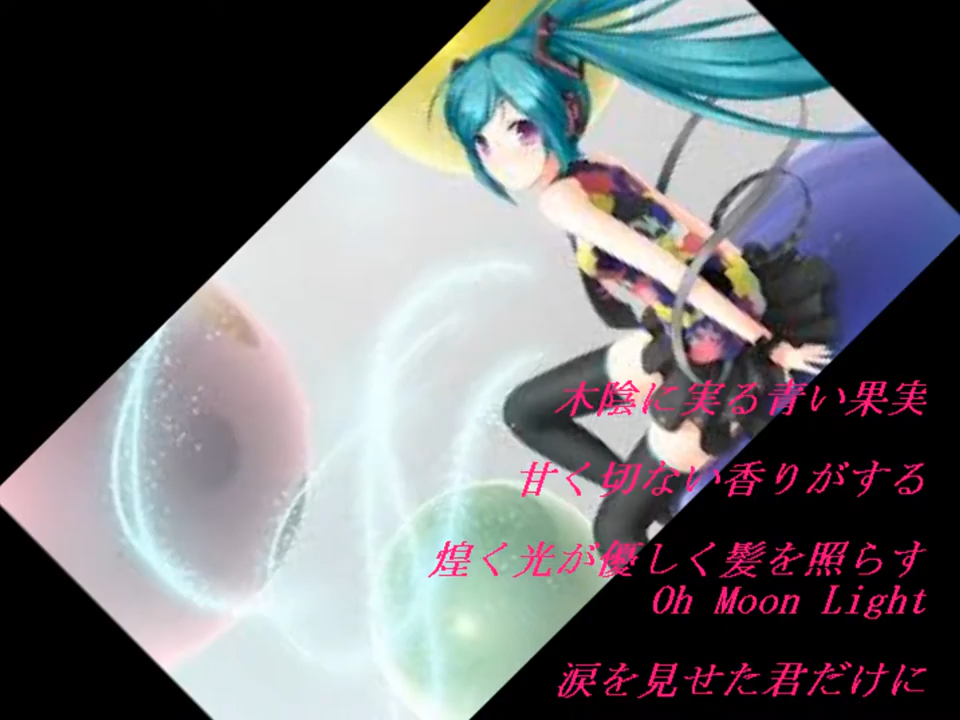 木陰に実る青い果実
甘く切ない香りがする
煌く光が優しく髪を照らす
Oh Moon Light
涙を見せた君だけに